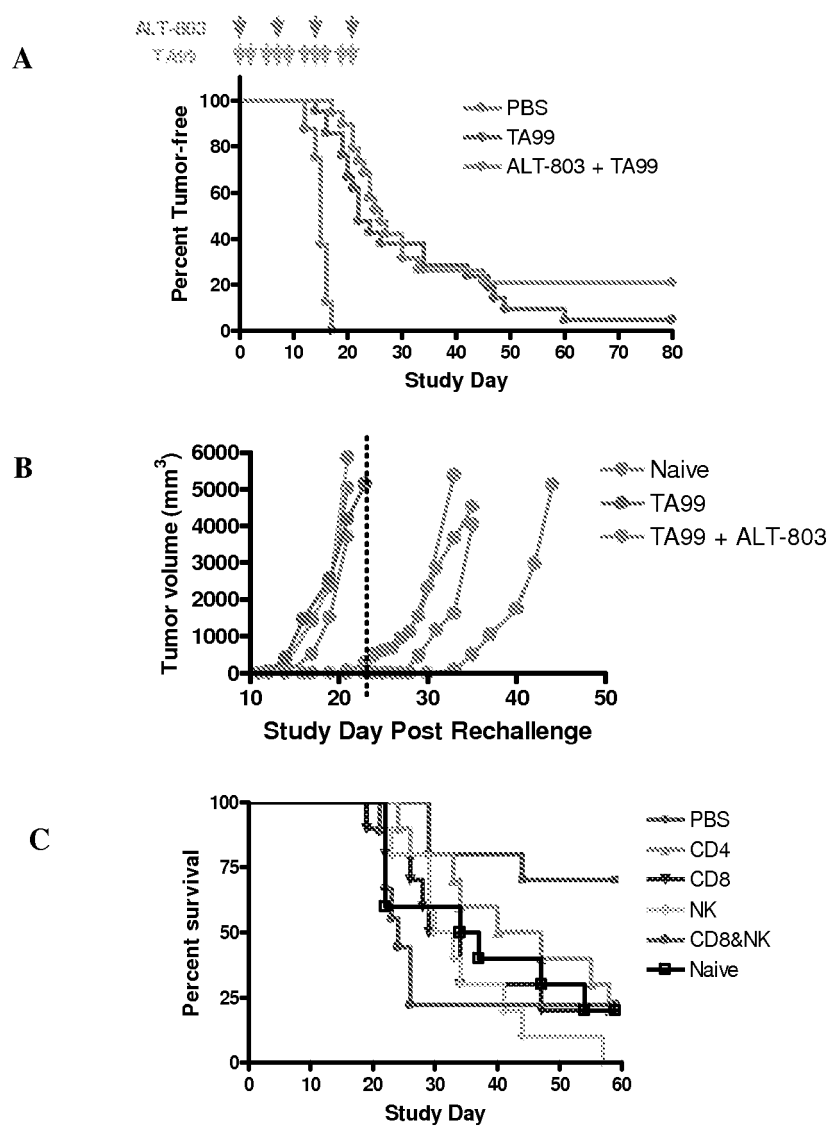 ALT-803
TA99
A
100
80
60
40
20
0
Percent Tumor-free
PBS
TA99
ALT-803 + TA99
0 10 20 30 40 50 60 70 80
Study Day
B
6000
5000
4000
3000
2000
1000
0
Tumor volume (mm³)
Naive
TA99
TA99 + ALT-803
10 20 30 40 50
Study Day Post Rechallenge
C
100
75
50
25
0
Percent survival
PBS
CD4
CD8
NK
CD8&NK
Naive
0 10 20 30 40 50 60
Study Day